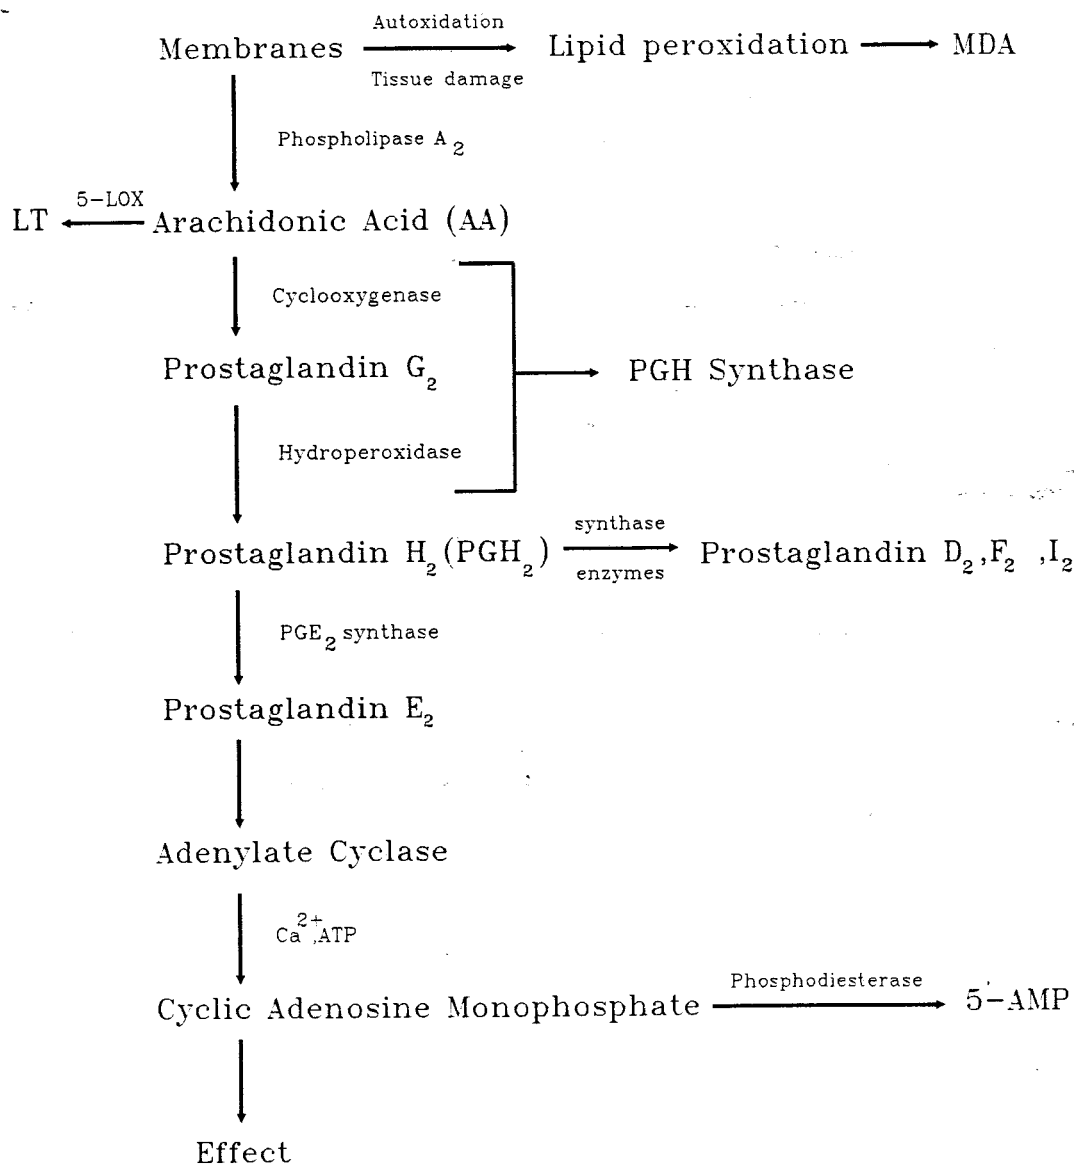 Autoxidation
Membranes Lipid peroxidation MDA
Tissue damage
Phospholipase A₂
5-LOX
LT Arachidonic Acid (AA)
Cyclooxygenase
Prostaglandin G₂ PGH Synthase
Hydroperoxidase
synthase
Prostaglandin H₂(PGH₂) Prostaglandin D₂,F₂ ,I₂
enzymes
PGE₂ synthase
Prostaglandin E₂
Adenylate Cyclase
Ca²⁺,ATP
Phosphodiesterase
Cyclic Adenosine Monophosphate 5'-AMP
Effect